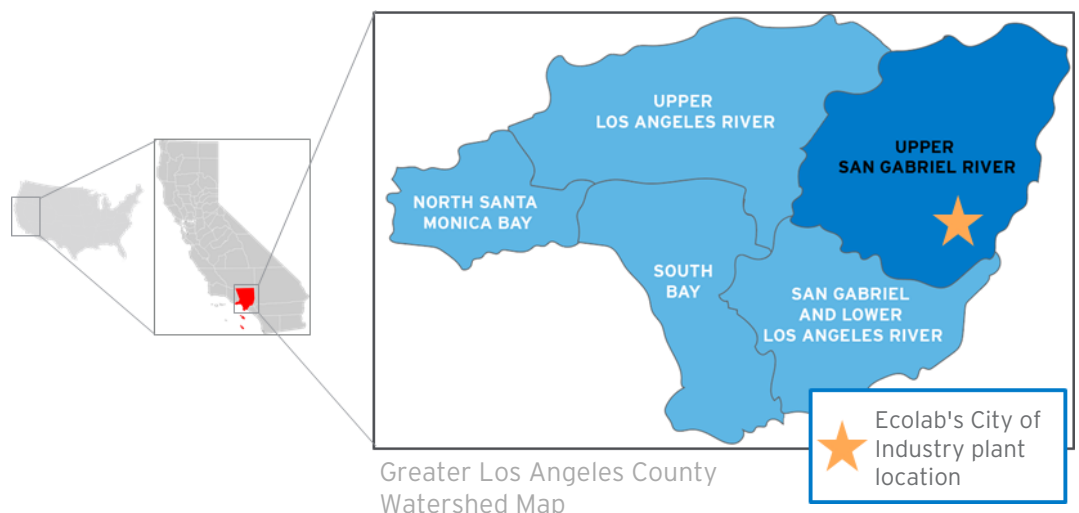 UPPER
LOS ANGELES RIVER
UPPER
SAN GABRIEL RIVER
NORTH SANTA
MONICA BAY
SOUTH
BAY
SAN GABRIEL
AND LOWER
LOS ANGELES RIVER
Ecolab's City of
Industry plant
location
Greater Los Angeles County
Watershed Map